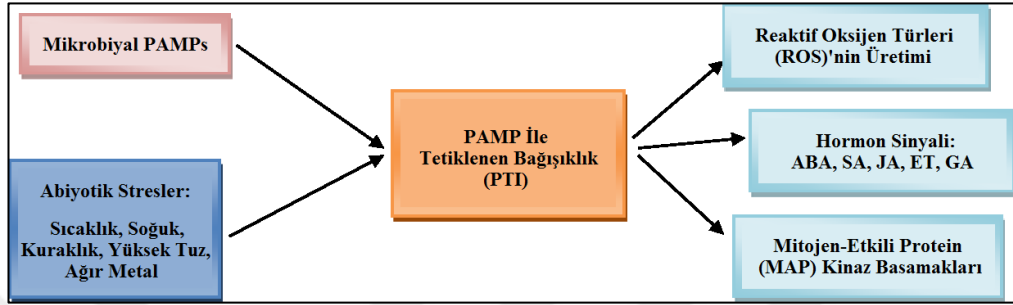 Mikrobiyal PAMPs
Abiyotik Stresler:
Sıcaklık, Soğuk,
Kuraklık, Yüksek Tuz,
Ağır Metal
PAMP İle
Tetiklenen Bağışıklık
(PTI)
Reaktif Oksijen Türleri
(ROS)'nin Üretimi
Hormon Sinyali:
ABA, SA, JA, ET, GA
Mitojen-Etkili Protein
(MAP) Kinaz Basamakları